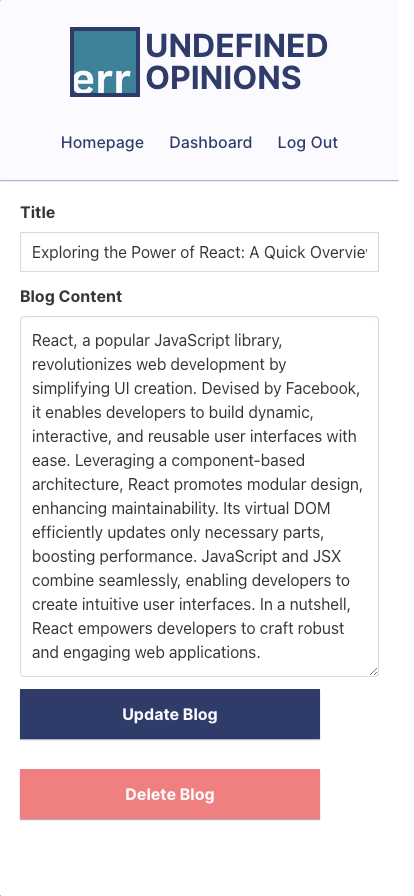 err UNDEFINED
OPINIONS
Homepage Dashboard Log Out
Title
Exploring the Power of React: A Quick Overview
Blog Content
React, a popular JavaScript library,
revolutionizes web development by
simplifying UI creation. Devised by Facebook,
it enables developers to build dynamic,
interactive, and reusable user interfaces with
ease. Leveraging a component-based
architecture, React promotes modular design,
enhancing maintainability. Its virtual DOM
efficiently updates only necessary parts,
boosting performance. JavaScript and JSX
combine seamlessly, enabling developers to
create intuitive user interfaces. In a nutshell,
React empowers developers to craft robust
and engaging web applications.
Update Blog
Delete Blog